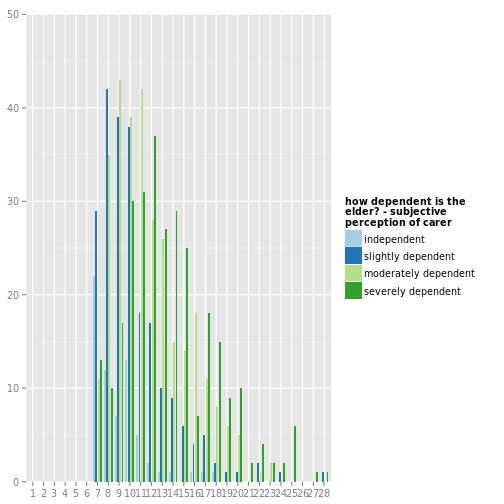 50
40
30
20
10
0
1 2 3 4 5 6 7 8 9 10 11 12 13 14 15 16 17 18 19 20 21 22 23 24 25 26 27 28
how dependent is the
elder? - subjective
perception of carer
independent
slightly dependent
moderately dependent
severely dependent